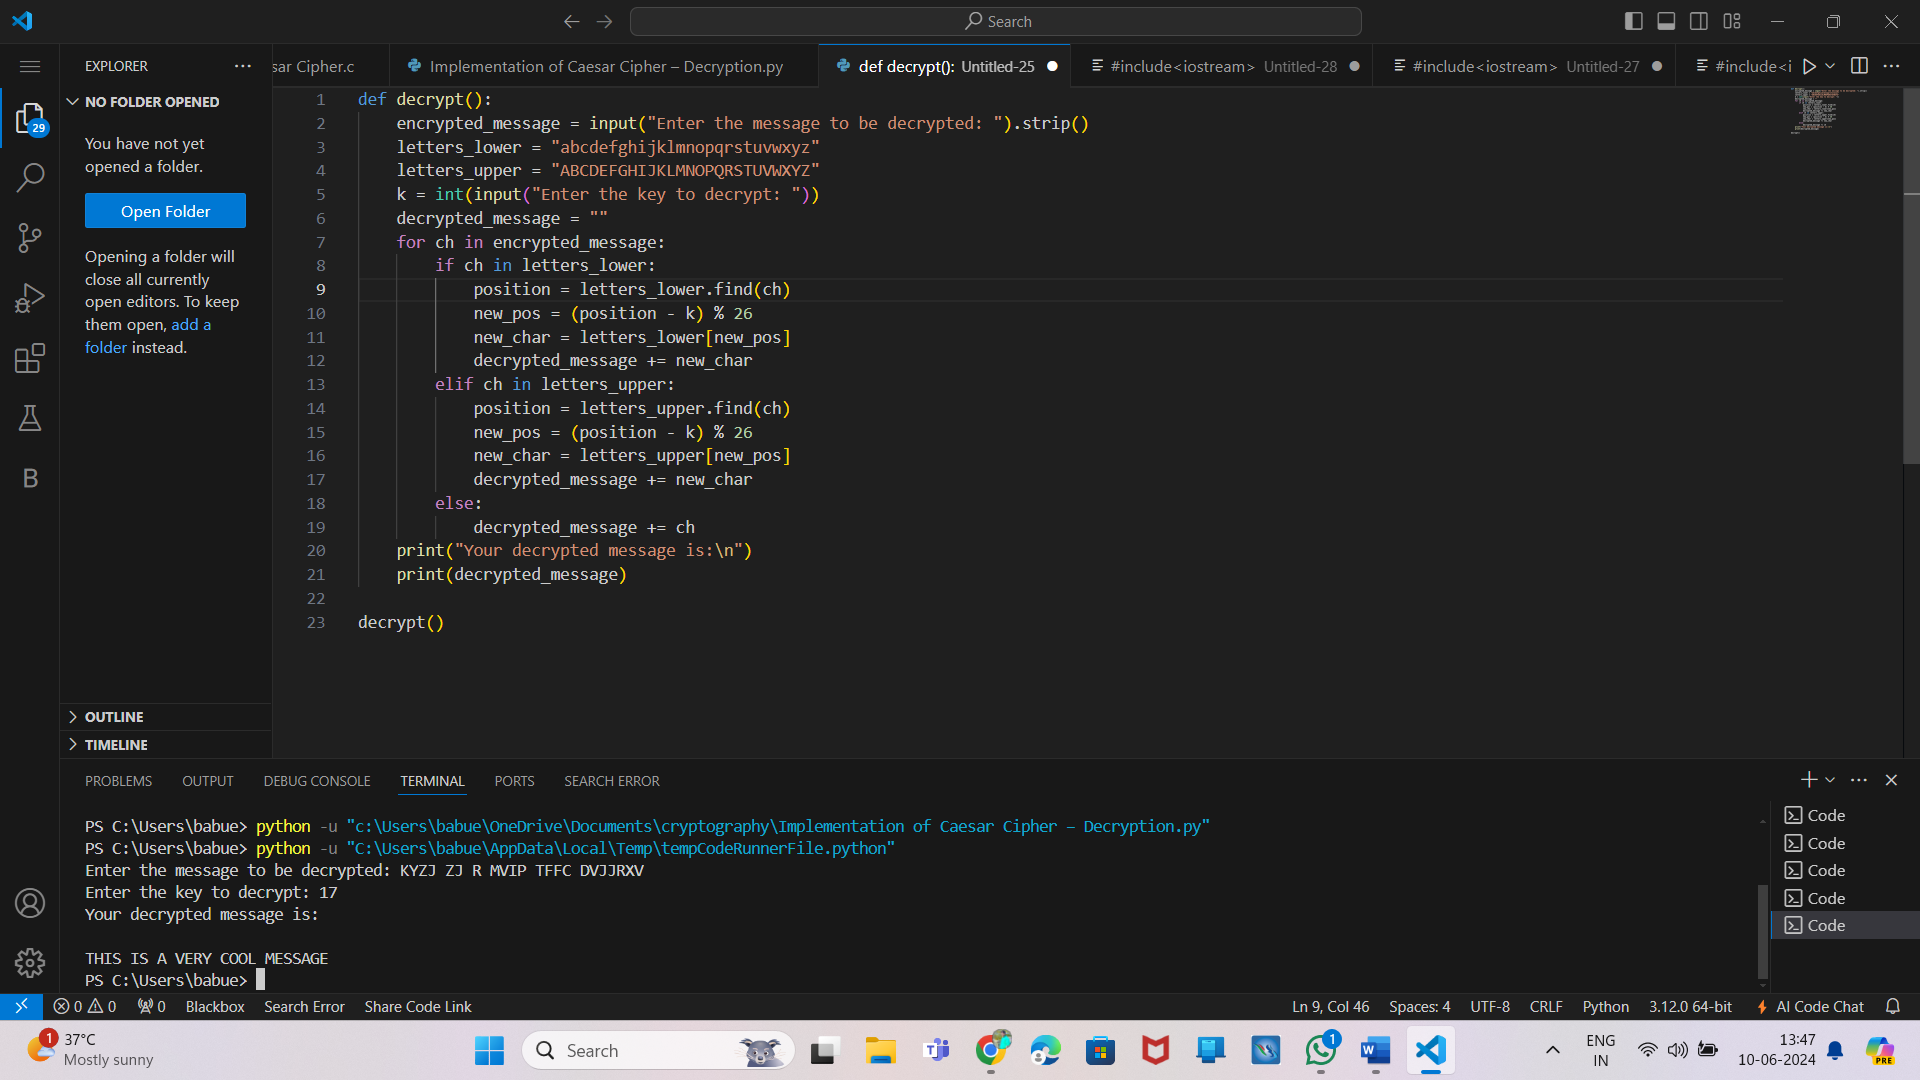 Search
EXPLORER
sar Cipher.c
Implementation of Caesar Cipher – Decryption.py
def decrypt(): Untitled-25
#include<iostream> Untitled-28
#include<iostream> Untitled-27
#include<i
NO FOLDER OPENED
You have not yet
opened a folder.
Open Folder
Opening a folder will
close all currently
open editors. To keep
them open, add a
folder instead.
OUTLINE
TIMELINE
29
B
1 def decrypt():
2 encrypted_message = input("Enter the message to be decrypted: ").strip()
3 letters_lower = "abcdefghijklmnopqrstuvwxyz"
4 letters_upper = "ABCDEFGHIJKLMNOPQRSTUVWXYZ"
5 k = int(input("Enter the key to decrypt: "))
6 decrypted_message = ""
7 for ch in encrypted_message:
8 if ch in letters_lower:
9 position = letters_lower.find(ch)
10 new_pos = (position - k) % 26
11 new_char = letters_lower[new_pos]
12 decrypted_message += new_char
13 elif ch in letters_upper:
14 position = letters_upper.find(ch)
15 new_pos = (position - k) % 26
16 new_char = letters_upper[new_pos]
17 decrypted_message += new_char
18 else:
19 decrypted_message += ch
20 print("Your decrypted message is:\n")
21 print(decrypted_message)
22
23 decrypt()
PROBLEMS OUTPUT DEBUG CONSOLE TERMINAL PORTS SEARCH ERROR
PS C:\Users\babue> python -u "c:\Users\babue\OneDrive\Documents\cryptography\Implementation of Caesar Cipher – Decryption.py"
PS C:\Users\babue> python -u "C:\Users\babue\AppData\Local\Temp\tempCodeRunnerFile.python"
Enter the message to be decrypted: KYZJ ZJ R MVIP TFFC DVJJRXV
Enter the key to decrypt: 17
Your decrypted message is:
THIS IS A VERY COOL MESSAGE
PS C:\Users\babue>
Code
Code
Code
Code
Code
0 0 0 Blackbox Search Error Share Code Link
Ln 9, Col 46 Spaces: 4 UTF-8 CRLF Python 3.12.0 64-bit AI Code Chat
1
37°C
Mostly sunny
Search
1
ENG
IN
13:47
10-06-2024
PRE